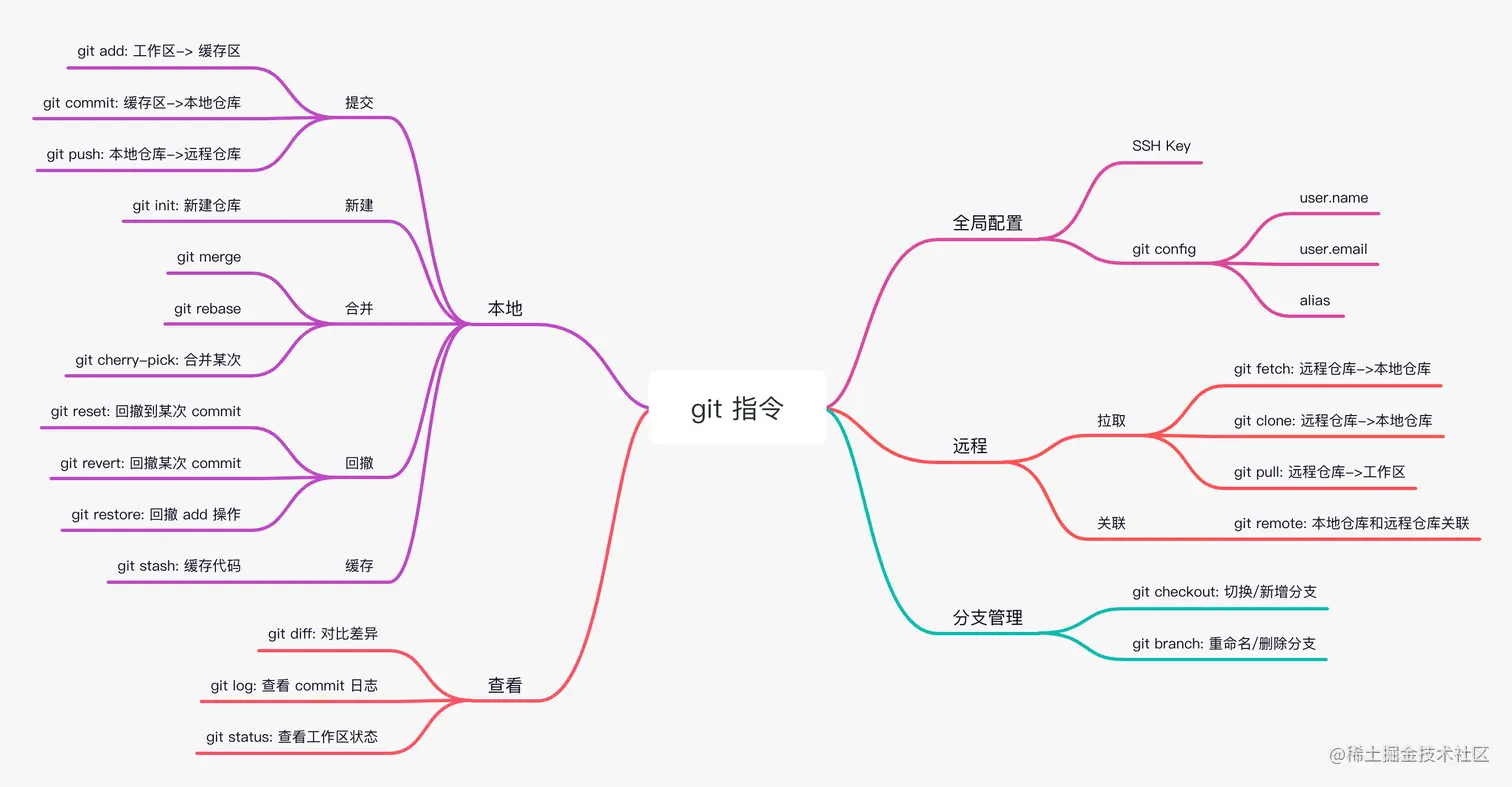 git 指令
本地
提交
git add: 工作区-> 缓存区
git commit: 缓存区->本地仓库
git push: 本地仓库->远程仓库
新建
git init: 新建仓库
合并
git merge
git rebase
git cherry-pick: 合并某次
回撤
git reset: 回撤到某次 commit
git revert: 回撤某次 commit
git restore: 回撤 add 操作
缓存
git stash: 缓存代码
查看
git diff: 对比差异
git log: 查看 commit 日志
git status: 查看工作区状态
全局配置
SSH Key
git config
user.name
user.email
alias
远程
拉取
git fetch: 远程仓库->本地仓库
git clone: 远程仓库->本地仓库
git pull: 远程仓库->工作区
关联
git remote: 本地仓库和远程仓库关联
分支管理
git checkout: 切换/新增分支
git branch: 重命名/删除分支
@稀土掘金技术社区